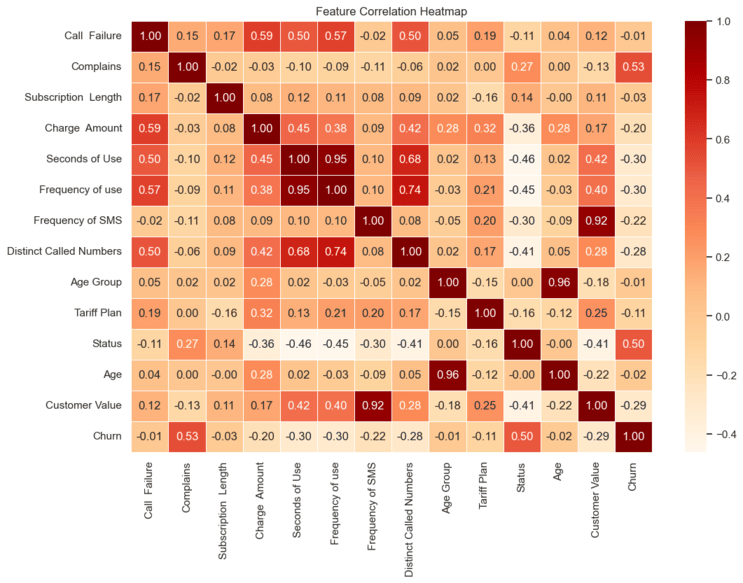 Feature Correlation Heatmap
Call  Failure 1.00 0.15 0.17 0.59 0.50 0.57 -0.02 0.50 0.05 0.19 -0.11 0.04 0.12 -0.01
Complains 0.15 1.00 -0.02 -0.03 -0.10 -0.09 -0.11 -0.06 0.02 0.00 0.27 0.00 -0.13 0.53
Subscription  Length 0.17 -0.02 1.00 0.08 0.12 0.11 0.08 0.09 0.02 -0.16 0.14 -0.00 0.11 -0.03
Charge  Amount 0.59 -0.03 0.08 1.00 0.45 0.38 0.09 0.42 0.28 0.32 -0.36 0.28 0.17 -0.20
Seconds of Use 0.50 -0.10 0.12 0.45 1.00 0.95 0.10 0.68 0.02 0.13 -0.46 0.02 0.42 -0.30
Frequency of use 0.57 -0.09 0.11 0.38 0.95 1.00 0.10 0.74 -0.03 0.21 -0.45 -0.03 0.40 -0.30
Frequency of SMS -0.02 -0.11 0.08 0.09 0.10 0.10 1.00 0.08 -0.05 0.20 -0.30 -0.09 0.92 -0.22
Distinct Called Numbers 0.50 -0.06 0.09 0.42 0.68 0.74 0.08 1.00 0.02 0.17 -0.41 0.05 0.28 -0.28
Age Group 0.05 0.02 0.02 0.28 0.02 -0.03 -0.05 0.02 1.00 -0.15 0.00 0.96 -0.18 -0.01
Tariff Plan 0.19 0.00 -0.16 0.32 0.13 0.21 0.20 0.17 -0.15 1.00 -0.16 -0.12 0.25 -0.11
Status -0.11 0.27 0.14 -0.36 -0.46 -0.45 -0.30 -0.41 0.00 -0.16 1.00 -0.00 -0.41 0.50
Age 0.04 0.00 -0.00 0.28 0.02 -0.03 -0.09 0.05 0.96 -0.12 -0.00 1.00 -0.22 -0.02
Customer Value 0.12 -0.13 0.11 0.17 0.42 0.40 0.92 0.28 -0.18 0.25 -0.41 -0.22 1.00 -0.29
Churn -0.01 0.53 -0.03 -0.20 -0.30 -0.30 -0.22 -0.28 -0.01 -0.11 0.50 -0.02 -0.29 1.00
Call  Failure
Complains
Subscription  Length
Charge  Amount
Seconds of Use
Frequency of use
Frequency of SMS
Distinct Called Numbers
Age Group
Tariff Plan
Status
Age
Customer Value
Churn
1.0
0.8
0.6
0.4
0.2
0.0
−0.2
−0.4